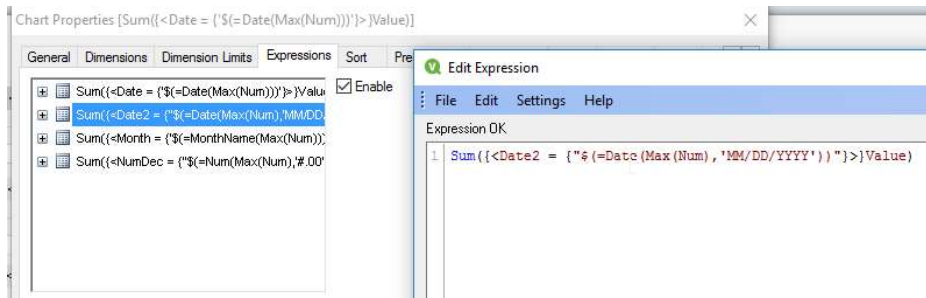 Chart Properties [Sum({<Date = {'$(=Date(Max(Num)))'}>}Value)]
General Dimensions Dimension Limits Expressions Sort Pre
Sum({<Date = {'$(=Date(Max(Num)))'}>}Valu
Enable
Sum({<Date2 = {"$(=Date(Max(Num),'MM/DD,
Sum({<Month = {'$(=MonthName(Max(Num))
Sum({<NumDec = {"$(=Num(Max(Num),'#.00'
Edit Expression
File Edit Settings Help
Expression OK
1 Sum({<Date2 = {"$(=Date(Max(Num),'MM/DD/YYYY'))"}>}Value)